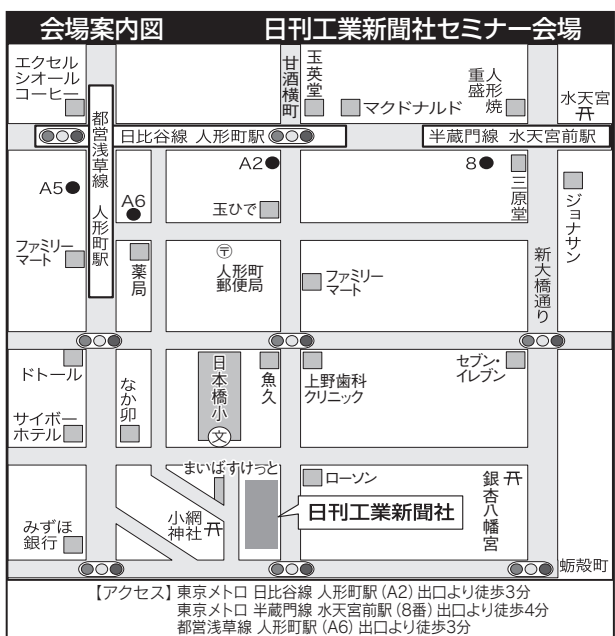 会場案内図 日刊工業新聞社セミナー会場
エクセル
シオール
コーヒー
甘酒横町
玉英堂
マクドナルド
重盛
人形焼
水天宮
都営浅草線 人形町駅
日比谷線 人形町駅
半蔵門線 水天宮前駅
A5
A6
A2
8
三原堂
ジョナサン
玉ひで
ファミリー
マート
薬局
〒
人形町
郵便局
ファミリー
マート
新大橋通り
ドトール
なか卯
日本橋小
文
魚久
上野歯科
クリニック
セブン・
イレブン
サイボー
ホテル
まいばすけっと
ローソン
銀杏八幡宮
日刊工業新聞社
小網
神社
みずほ
銀行
蛎殻町
【アクセス】東京メトロ 日比谷線 人形町駅(A2)出口より徒歩3分
東京メトロ 半蔵門線 水天宮前駅(8番)出口より徒歩4分
都営浅草線 人形町駅(A6)出口より徒歩3分